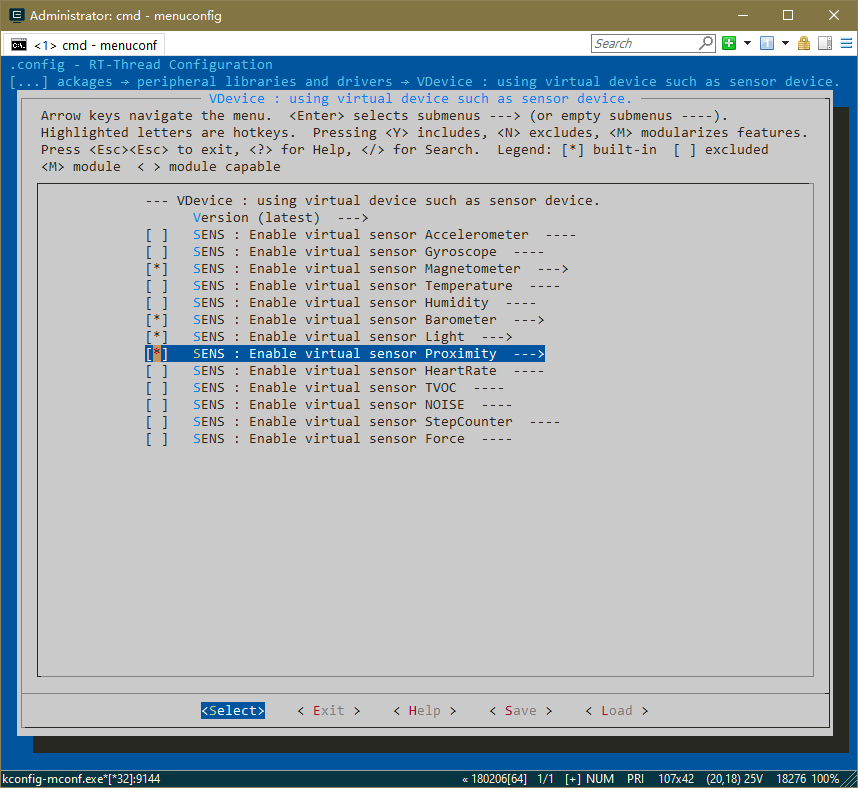 Administrator: cmd - menuconfig
<1> cmd - menuconf
Search
.config - RT-Thread Configuration
[...] ackages → peripheral libraries and drivers → VDevice : using virtual device such as sensor device.
VDevice : using virtual device such as sensor device.
Arrow keys navigate the menu.  <Enter> selects submenus ---> (or empty submenus ----).
Highlighted letters are hotkeys.  Pressing <Y> includes, <N> excludes, <M> modularizes features.
Press <Esc><Esc> to exit, <?> for Help, </> for Search.  Legend: [*] built-in  [ ] excluded
<M> module  < > module capable
--- VDevice : using virtual device such as sensor device.
Version (latest)  --->
[ ]   SENS : Enable virtual sensor Accelerometer  ----
[ ]   SENS : Enable virtual sensor Gyroscope  ----
[*]   SENS : Enable virtual sensor Magnetometer  --->
[ ]   SENS : Enable virtual sensor Temperature  ----
[ ]   SENS : Enable virtual sensor Humidity  ----
[*]   SENS : Enable virtual sensor Barometer  --->
[*]   SENS : Enable virtual sensor Light  --->
[*]   SENS : Enable virtual sensor Proximity  --->
[ ]   SENS : Enable virtual sensor HeartRate  ----
[ ]   SENS : Enable virtual sensor TVOC  ----
[ ]   SENS : Enable virtual sensor NOISE  ----
[ ]   SENS : Enable virtual sensor StepCounter  ----
[ ]   SENS : Enable virtual sensor Force  ----
<Select>    < Exit >    < Help >    < Save >    < Load >
kconfig-mconf.exe*[*32]:9144    « 180206[64]  1/1  [+] NUM  PRI  107x42  (20,18) 25V  18276 100%